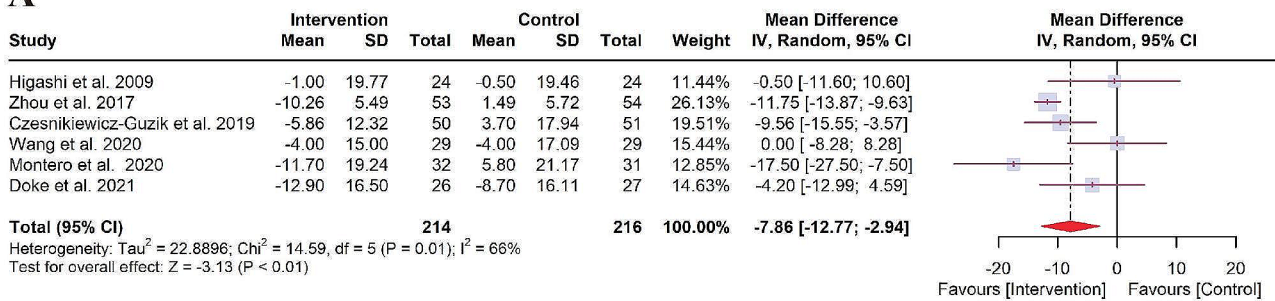 A
Intervention Control Mean Difference Mean Difference
Study Mean SD Total Mean SD Total Weight IV, Random, 95% CI IV, Random, 95% CI
Higashi et al. 2009 -1.00 19.77 24 -0.50 19.46 24 11.44% -0.50 [-11.60; 10.60]
Zhou et al. 2017 -10.26 5.49 53 1.49 5.72 54 26.13% -11.75 [-13.87; -9.63]
Czesnikiewicz-Guzik et al. 2019 -5.86 12.32 50 3.70 17.94 51 19.51% -9.56 [-15.55; -3.57]
Wang et al. 2020 -4.00 15.00 29 -4.00 17.09 29 15.44% 0.00 [-8.28; 8.28]
Montero et al. 2020 -11.70 19.24 32 5.80 21.17 31 12.85% -17.50 [-27.50; -7.50]
Doke et al. 2021 -12.90 16.50 26 -8.70 16.11 27 14.63% -4.20 [-12.99; 4.59]
Total (95% CI) 214 216 100.00% -7.86 [-12.77; -2.94]
Heterogeneity: Tau² = 22.8896; Chi² = 14.59, df = 5 (P = 0.01); I² = 66%
Test for overall effect: Z = -3.13 (P < 0.01)
-20 -10 0 10 20
Favours [Intervention] Favours [Control]